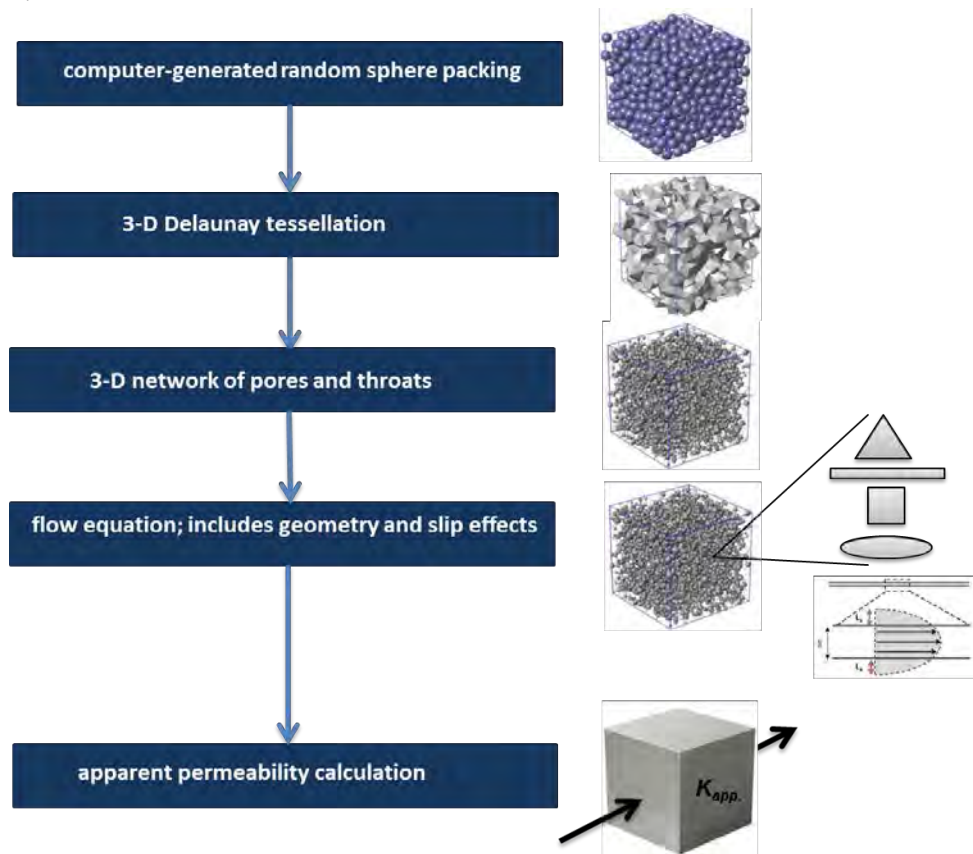 computer-generated random sphere packing
3-D Delaunay tessellation
3-D network of pores and throats
flow equation; includes geometry and slip effects
apparent permeability calculation
K app.